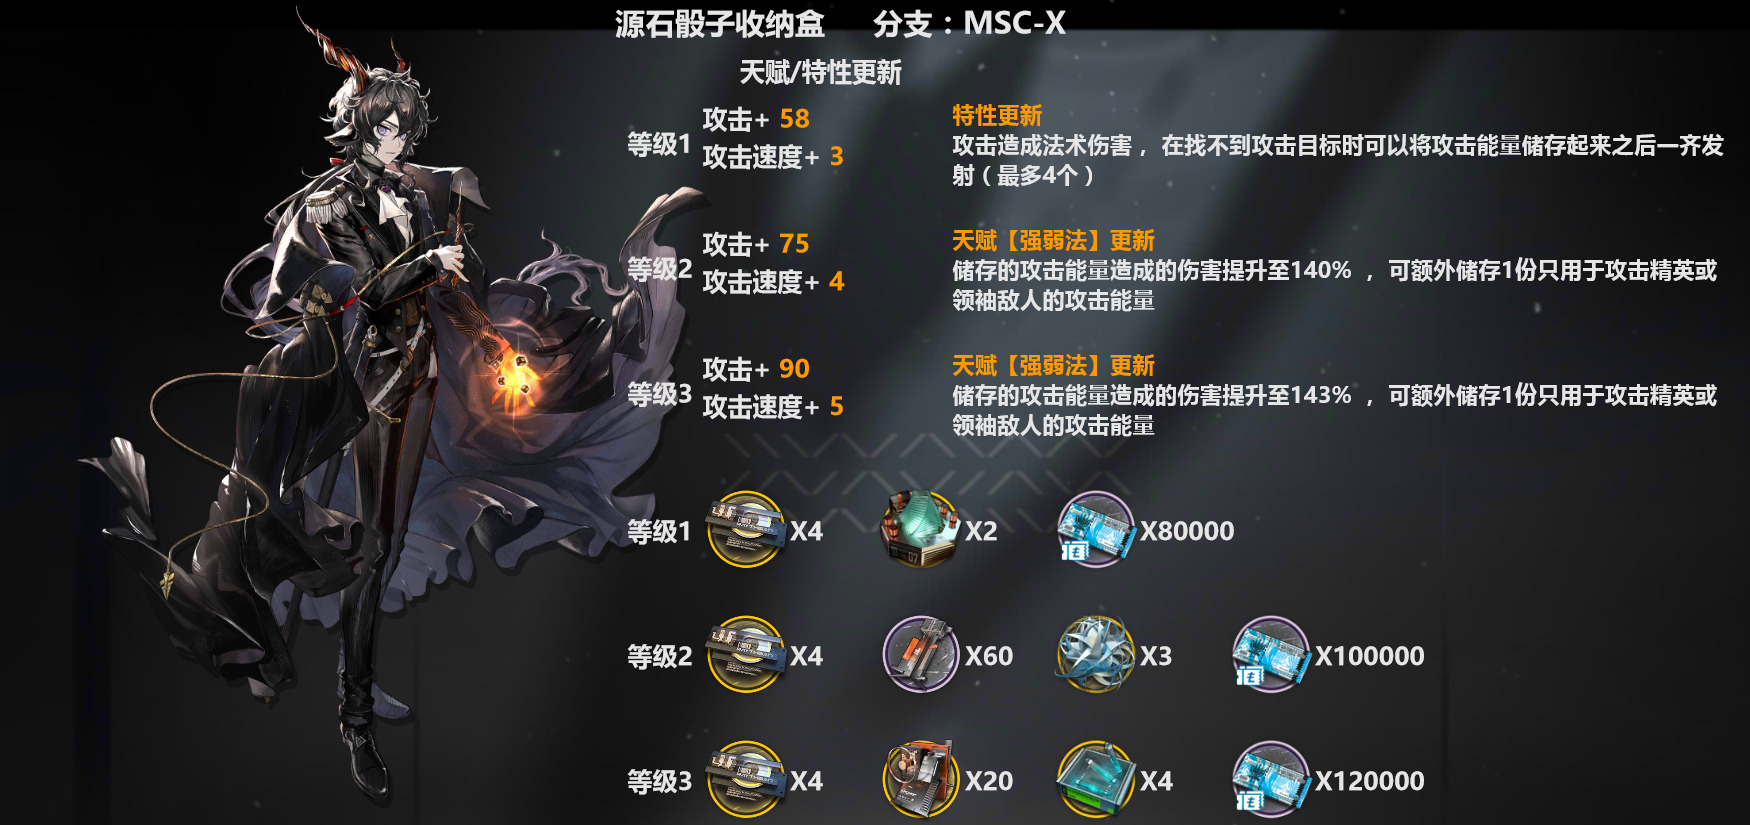 源石骰子收纳盒 分支：MSC-X
天赋/特性更新
等级1
攻击+ 58
攻击速度+ 3
特性更新
攻击造成法术伤害，在找不到攻击目标时可以将攻击能量储存起来之后一齐发
射（最多4个）
等级2
攻击+ 75
攻击速度+ 4
天赋【强弱法】更新
储存的攻击能量造成的伤害提升至140%，可额外储存1份只用于攻击精英或
领袖敌人的攻击能量
等级3
攻击+ 90
攻击速度+ 5
天赋【强弱法】更新
储存的攻击能量造成的伤害提升至143%，可额外储存1份只用于攻击精英或
领袖敌人的攻击能量
等级1 X4 X2 X80000
等级2 X4 X60 X3 X100000
等级3 X4 X20 X4 X120000